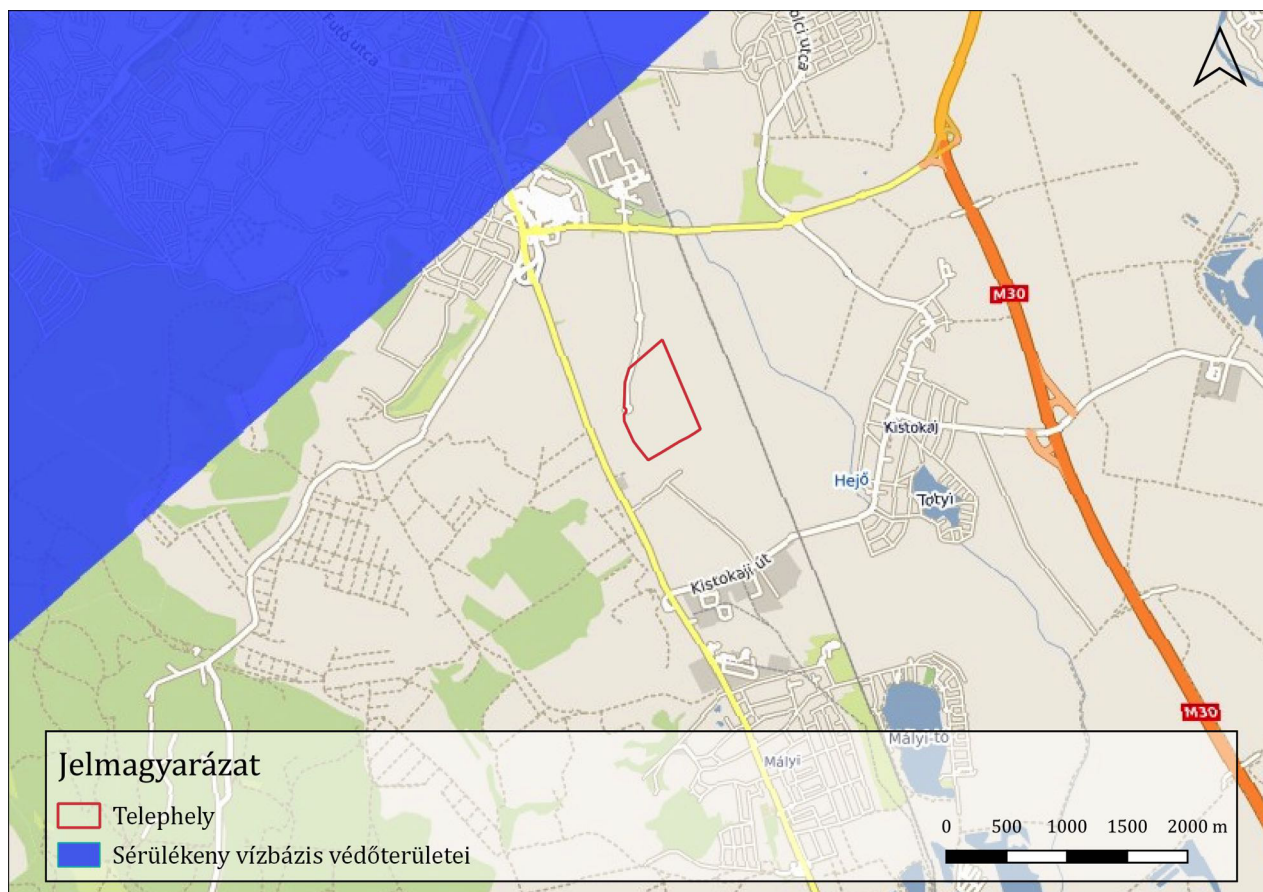 Futó utca
olci utca
M30
Kistokaj
Hejő
Totyi
Kistokaji út
M30
Mályi-tó
Mályi
Jelmagyarázat
Telephely
Sérülékeny vízbázis védőterületei
0 500 1000 1500 2000 m